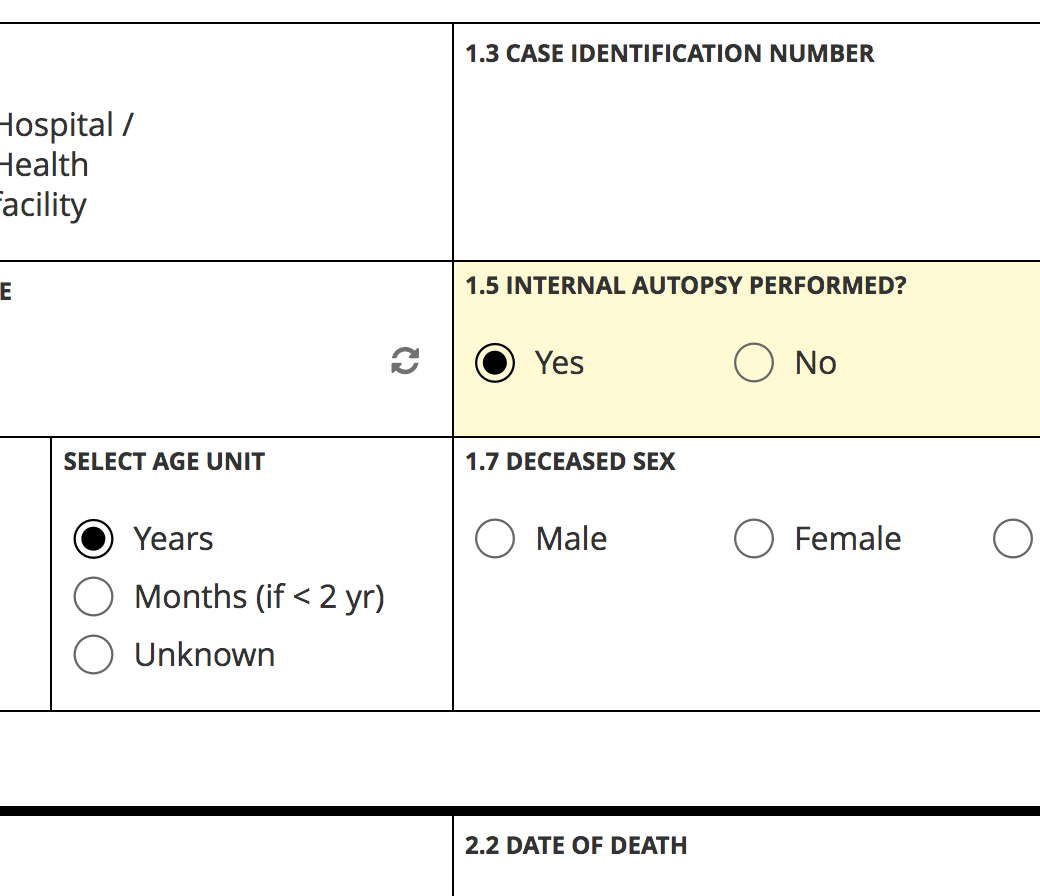 1.3 CASE IDENTIFICATION NUMBER
Hospital /
Health
facility
E
1.5 INTERNAL AUTOPSY PERFORMED?
Yes
No
SELECT AGE UNIT
Years
Months (if < 2 yr)
Unknown
1.7 DECEASED SEX
Male
Female
2.2 DATE OF DEATH